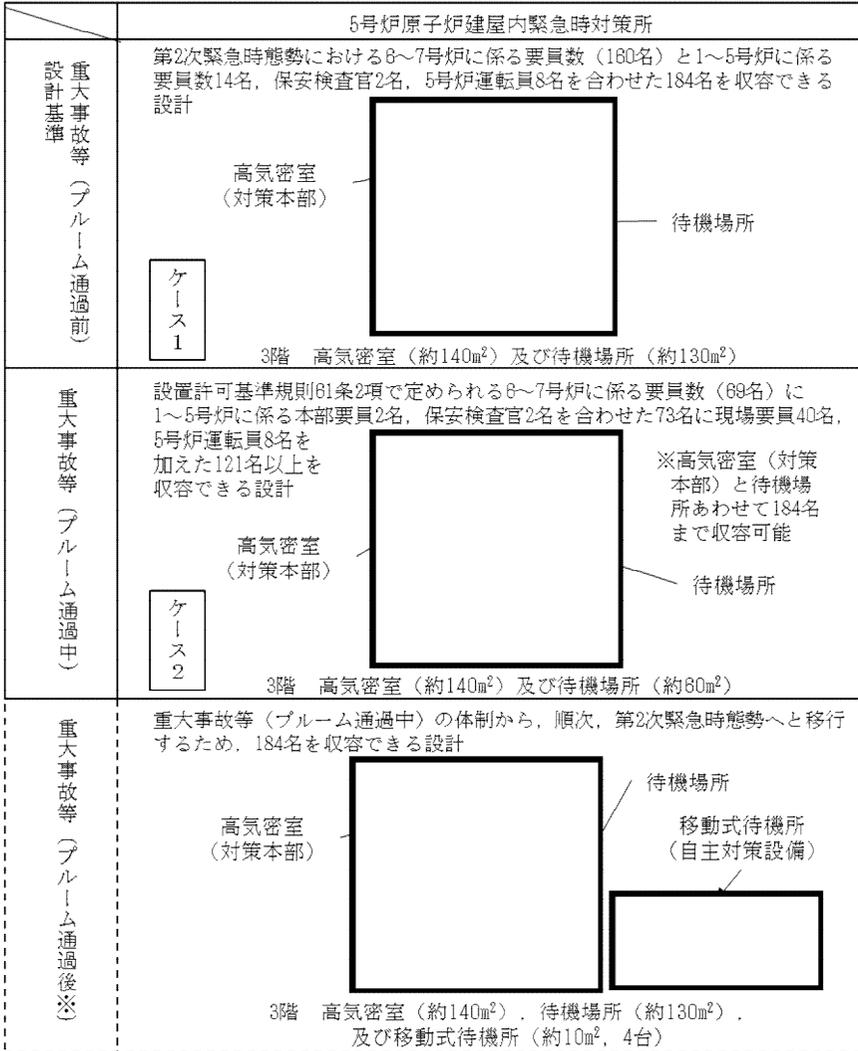 5号炉原子炉建屋内緊急時対策所
設計基準
重大事故等（プルーム通過前）
第2次緊急時態勢における6～7号炉に係る要員数（160名）と1～5号炉に係る
要員数14名，保安検査官2名，5号炉運転員8名を合わせた184名を収容できる
設計
高気密室
（対策本部）
待機場所
ケース1
3階　高気密室（約140m²）及び待機場所（約130m²）
重大事故等（プルーム通過中）
設置許可基準規則61条2項で定められる6～7号炉に係る要員数（69名）に
1～5号炉に係る本部要員2名，保安検査官2名を合わせた73名に現場要員40名，
5号炉運転員8名を
加えた121名以上を
収容できる設計
※高気密室（対策
本部）と待機場
所あわせて184名
まで収容可能
高気密室
（対策本部）
待機場所
ケース2
3階　高気密室（約140m²）及び待機場所（約60m²）
重大事故等（プルーム通過後※）
重大事故等（プルーム通過中）の体制から，順次，第2次緊急時態勢へと移行
するため，184名を収容できる設計
待機場所
高気密室
（対策本部）
移動式待機所
（自主対策設備）
3階　高気密室（約140m²），待機場所（約130m²），
及び移動式待機所（約10m²，4台）